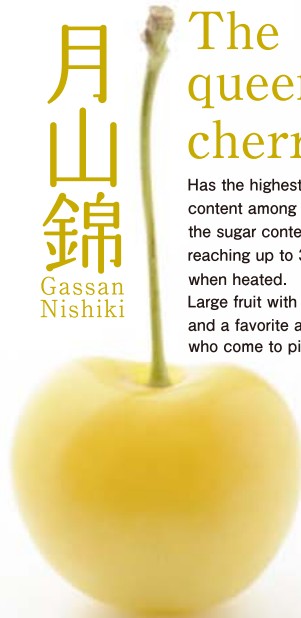 月山錦
Gassan
Nishiki
The
queen
cherr
Has the highest
content among
the sugar conte
reaching up to 3
when heated.
Large fruit with
and a favorite a
who come to pi